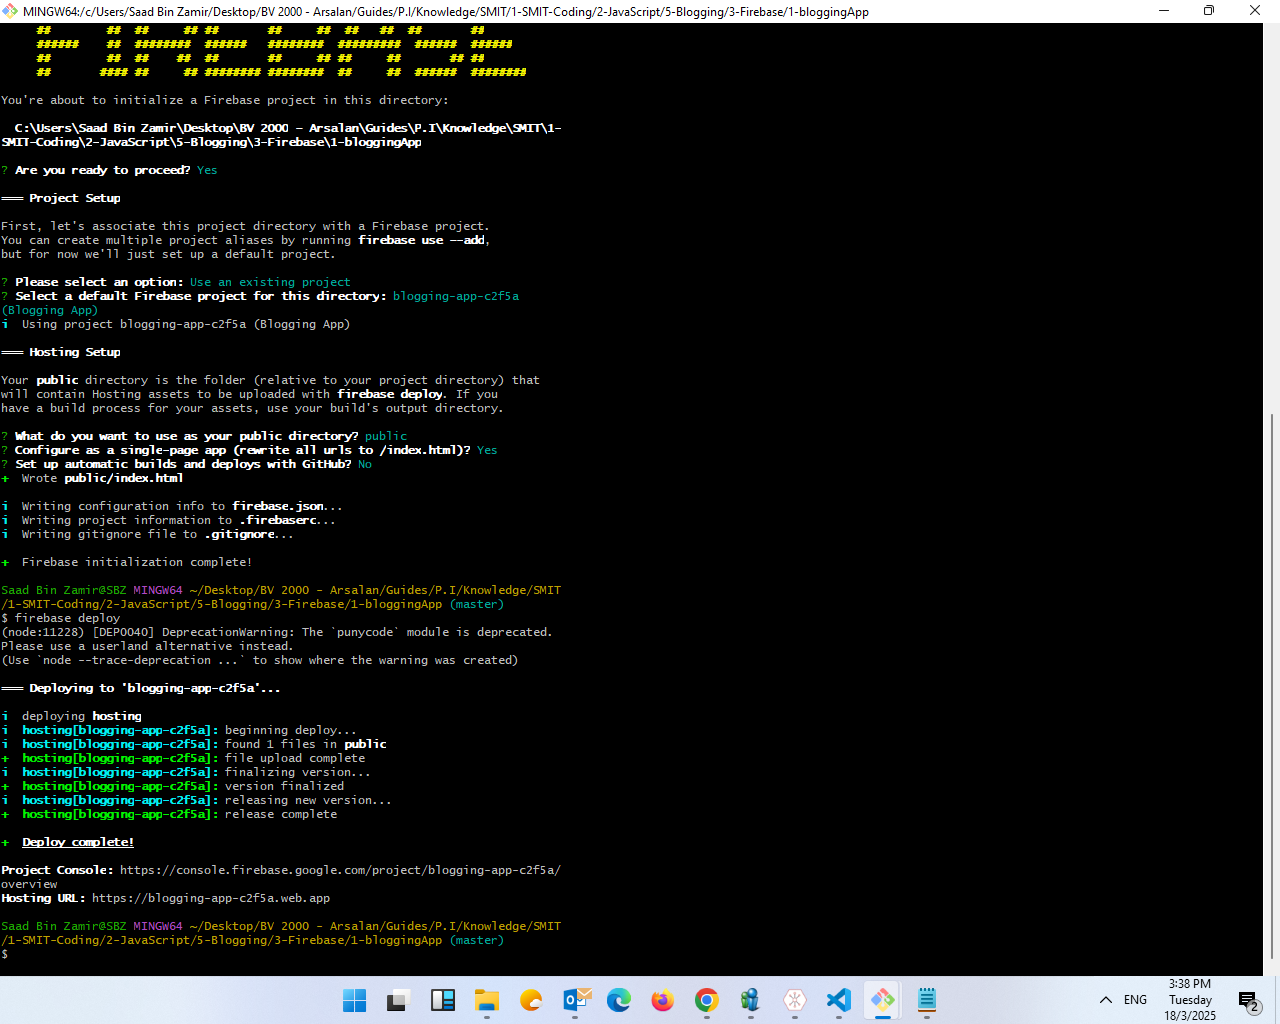 MINGW64:/c/Users/Saad Bin Zamir/Desktop/BV 2000 - Arsalan/Guides/P.I/Knowledge/SMIT/1-SMIT-Coding/2-JavaScript/5-Blogging/3-Firebase/1-bloggingApp
You're about to initialize a Firebase project in this directory:
C:\Users\Saad Bin Zamir\Desktop\BV 2000 - Arsalan\Guides\P.I\Knowledge\SMIT\1-
SMIT-Coding\2-JavaScript\5-Blogging\3-Firebase\1-bloggingApp
? Are you ready to proceed? Yes
=== Project Setup
First, let's associate this project directory with a Firebase project.
You can create multiple project aliases by running firebase use --add,
but for now we'll just set up a default project.
? Please select an option: Use an existing project
? Select a default Firebase project for this directory: blogging-app-c2f5a
(Blogging App)
i  Using project blogging-app-c2f5a (Blogging App)
=== Hosting Setup
Your public directory is the folder (relative to your project directory) that
will contain Hosting assets to be uploaded with firebase deploy. If you
have a build process for your assets, use your build's output directory.
? What do you want to use as your public directory? public
? Configure as a single-page app (rewrite all urls to /index.html)? Yes
? Set up automatic builds and deploys with GitHub? No
+  Wrote public/index.html
i  Writing configuration info to firebase.json...
i  Writing project information to .firebaserc...
i  Writing gitignore file to .gitignore...
+  Firebase initialization complete!
Saad Bin Zamir@SBZ MINGW64 ~/Desktop/BV 2000 - Arsalan/Guides/P.I/Knowledge/SMIT
/1-SMIT-Coding/2-JavaScript/5-Blogging/3-Firebase/1-bloggingApp (master)
$ firebase deploy
(node:11228) [DEP0040] DeprecationWarning: The `punycode` module is deprecated.
Please use a userland alternative instead.
(Use `node --trace-deprecation ...` to show where the warning was created)
=== Deploying to 'blogging-app-c2f5a'...
i  deploying hosting
i  hosting[blogging-app-c2f5a]: beginning deploy...
i  hosting[blogging-app-c2f5a]: found 1 files in public
+  hosting[blogging-app-c2f5a]: file upload complete
i  hosting[blogging-app-c2f5a]: finalizing version...
+  hosting[blogging-app-c2f5a]: version finalized
i  hosting[blogging-app-c2f5a]: releasing new version...
+  hosting[blogging-app-c2f5a]: release complete
+  Deploy complete!
Project Console: https://console.firebase.google.com/project/blogging-app-c2f5a/
overview
Hosting URL: https://blogging-app-c2f5a.web.app
Saad Bin Zamir@SBZ MINGW64 ~/Desktop/BV 2000 - Arsalan/Guides/P.I/Knowledge/SMIT
/1-SMIT-Coding/2-JavaScript/5-Blogging/3-Firebase/1-bloggingApp (master)
$
ENG
3:38 PM
Tuesday
18/3/2025
2